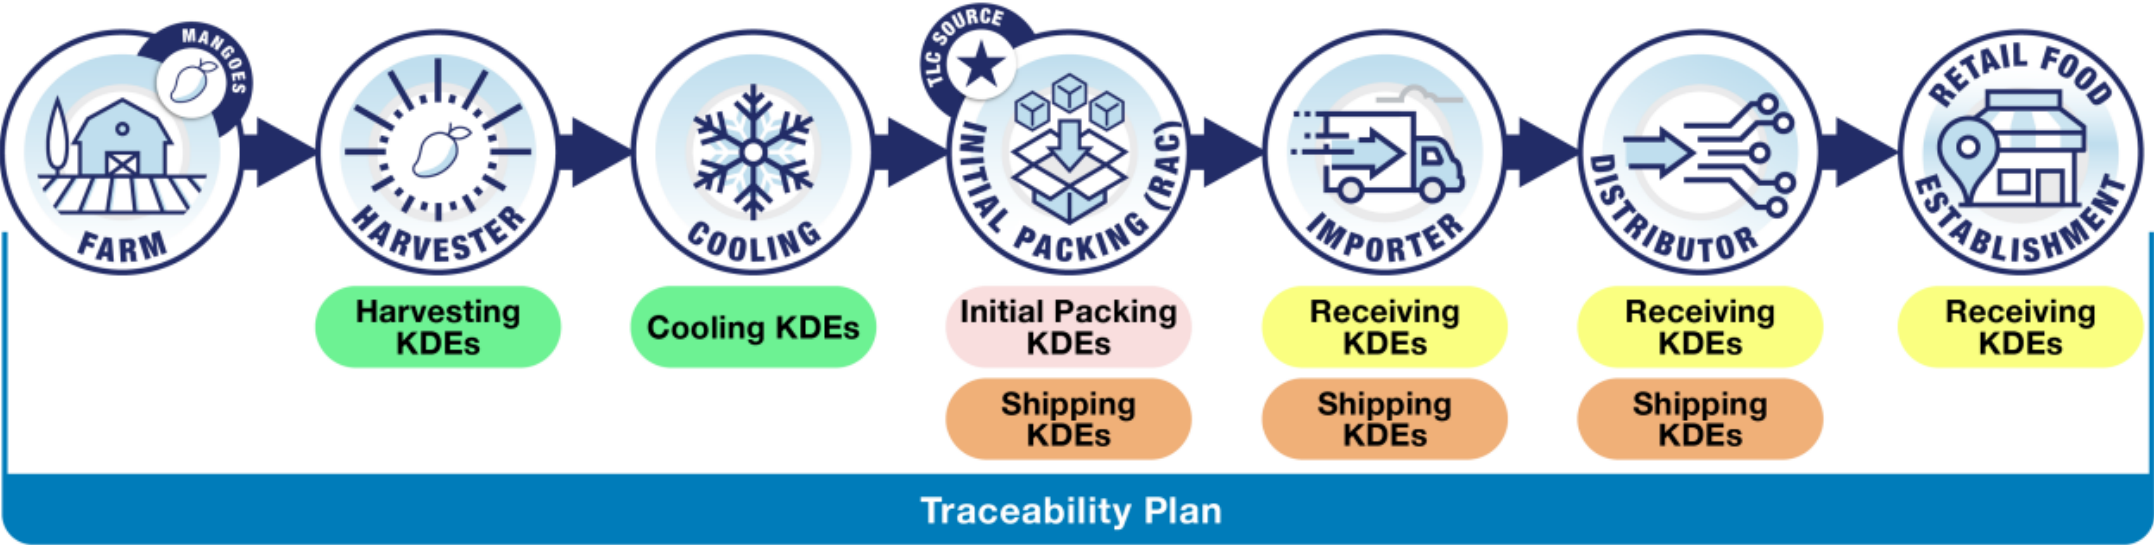 MANGOES
FARM
HARVESTER
COOLING
TLC SOURCE
INITIAL PACKING (RAC)
IMPORTER
DISTRIBUTOR
RETAIL FOOD
ESTABLISHMENT
Harvesting
KDEs
Cooling KDEs
Initial Packing
KDEs
Shipping
KDEs
Receiving
KDEs
Shipping
KDEs
Receiving
KDEs
Shipping
KDEs
Receiving
KDEs
Traceability Plan